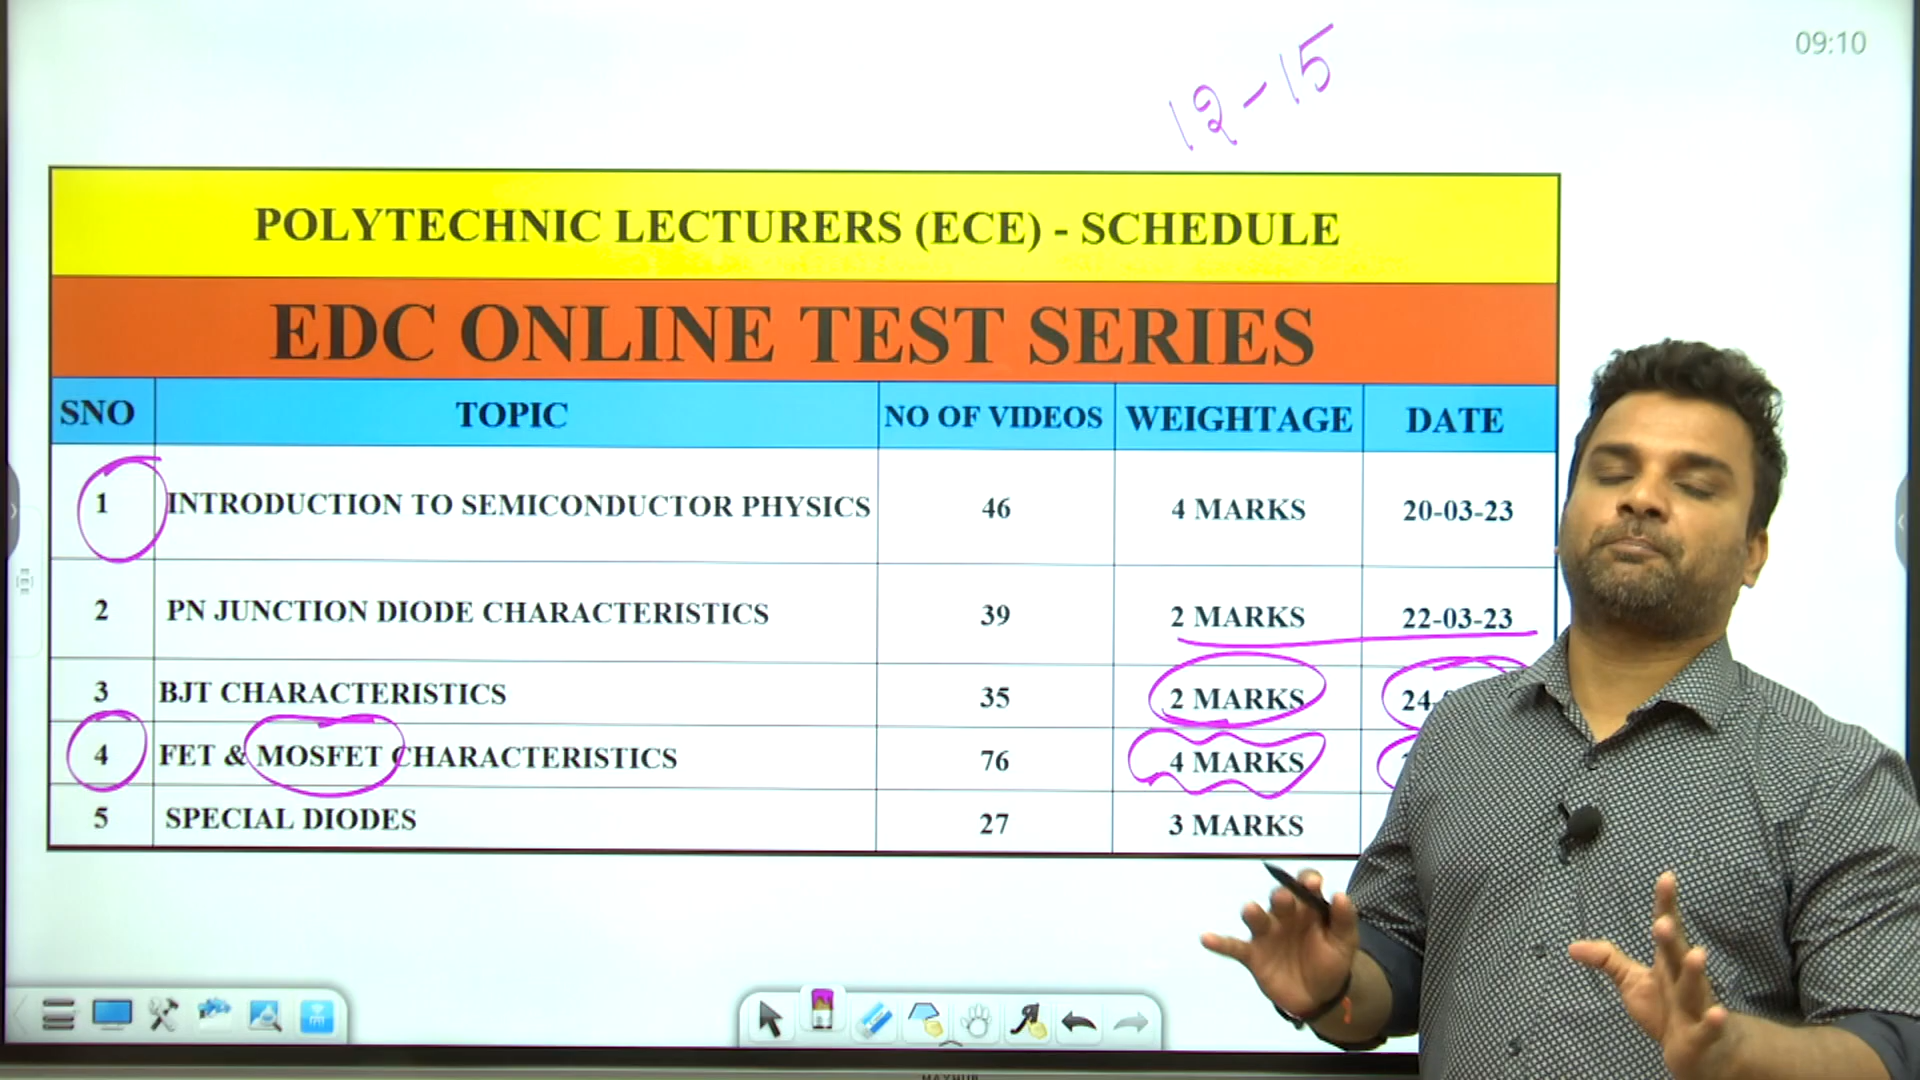 09:10
12-15
POLYTECHNIC LECTURERS (ECE) - SCHEDULE
EDC ONLINE TEST SERIES
SNO TOPIC NO OF VIDEOS WEIGHTAGE DATE
1 INTRODUCTION TO SEMICONDUCTOR PHYSICS 46 4 MARKS 20-03-23
2 PN JUNCTION DIODE CHARACTERISTICS 39 2 MARKS 22-03-23
3 BJT CHARACTERISTICS 35 2 MARKS 24-
4 FET & MOSFET CHARACTERISTICS 76 4 MARKS
5 SPECIAL DIODES 27 3 MARKS